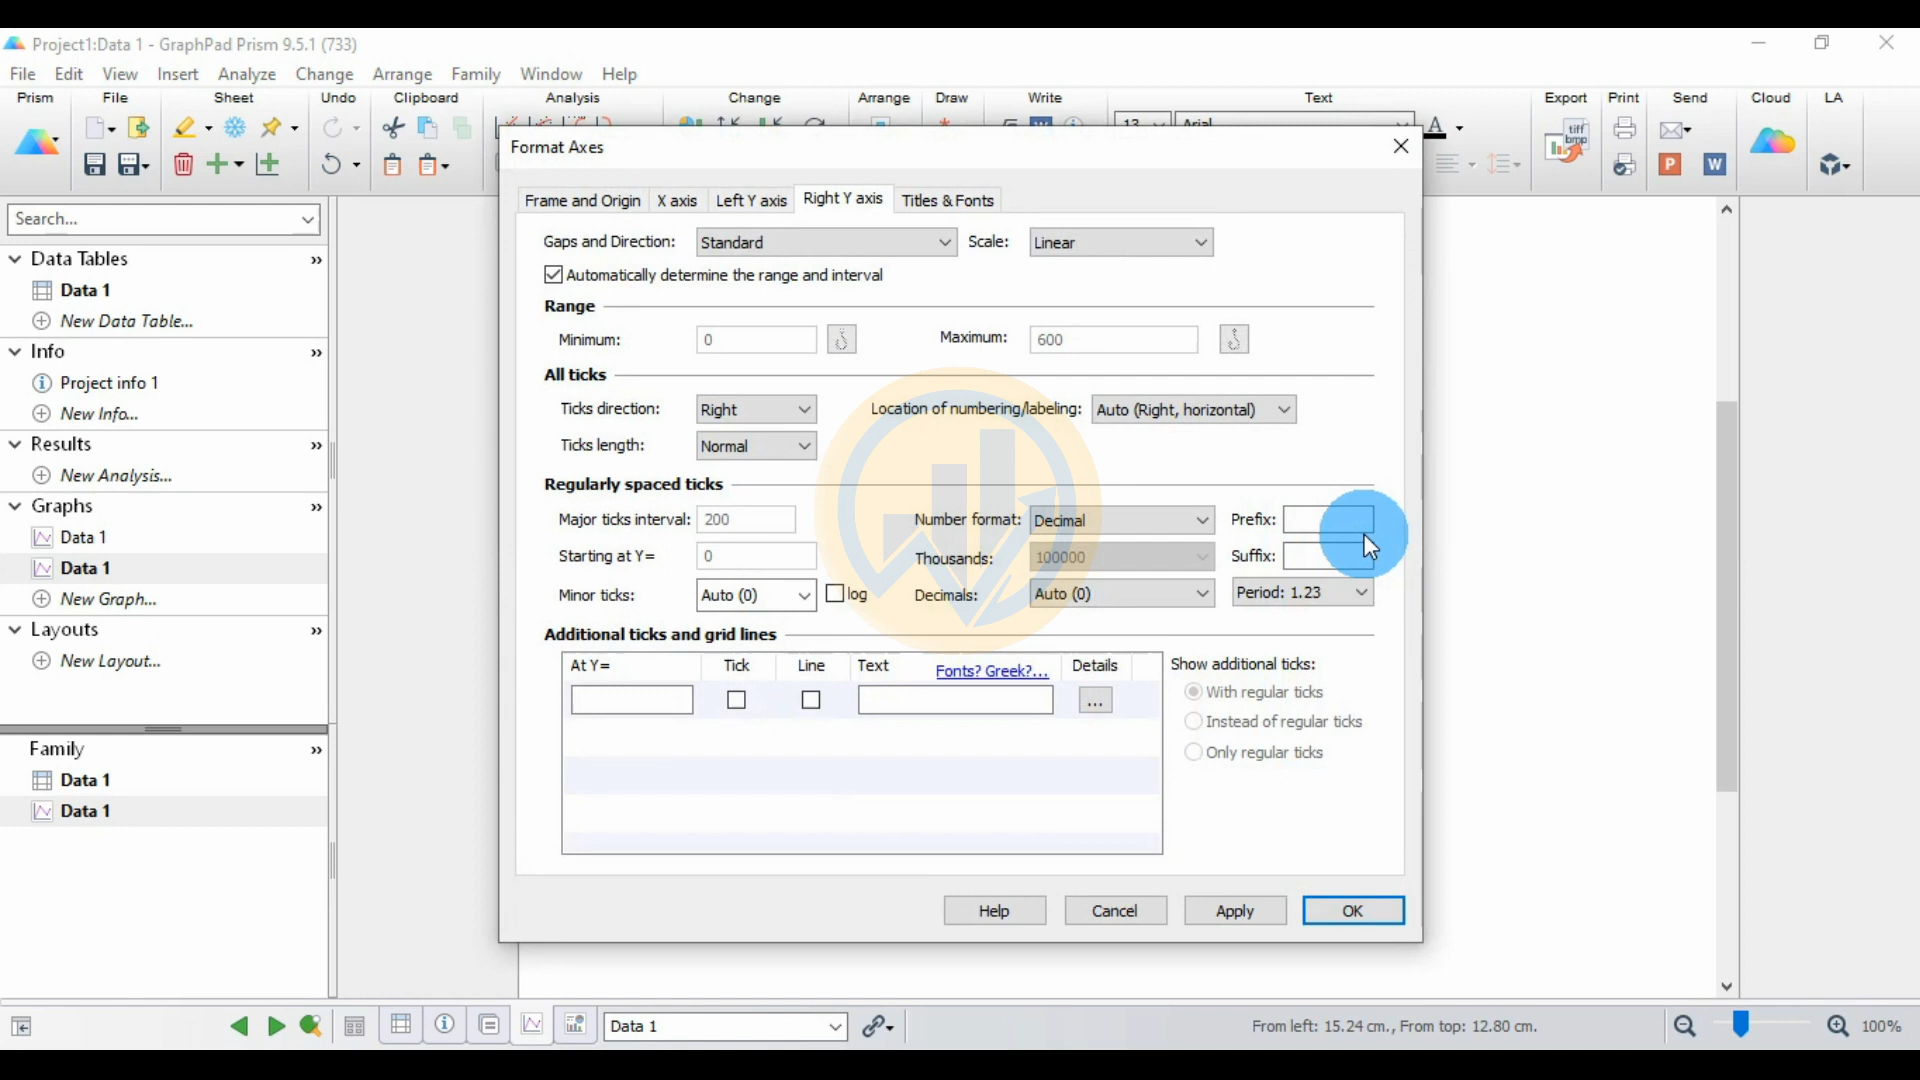 Project1:Data 1 - GraphPad Prism 9.5.1 (733)
File Edit View Insert Analyze Change Arrange Family Window Help
Prism File Sheet Undo Clipboard Analysis Change Arrange Draw Write Text Export Print Send Cloud LA
13 Arial
tiff
bmp
Format Axes
Frame and Origin X axis Left Y axis Right Y axis Titles & Fonts
Search...
Data Tables
Data 1
New Data Table...
Info
Project info 1
New Info...
Results
New Analysis...
Graphs
Data 1
Data 1
New Graph...
Layouts
New Layout...
Family
Data 1
Data 1
Gaps and Direction: Standard Scale: Linear
Automatically determine the range and interval
Range
Minimum: 0 Maximum: 600
All ticks
Ticks direction: Right Location of numbering/labeling: Auto (Right, horizontal)
Ticks length: Normal
Regularly spaced ticks
Major ticks interval: 200 Number format: Decimal Prefix:
Starting at Y= 0 Thousands: 100000 Suffix:
Minor ticks: Auto (0) log Decimals: Auto (0) Period: 1.23
Additional ticks and grid lines
At Y= Tick Line Text Fonts? Greek?... Details
...
Show additional ticks:
With regular ticks
Instead of regular ticks
Only regular ticks
Help Cancel Apply OK
Data 1 From left: 15.24 cm., From top: 12.80 cm. 100%